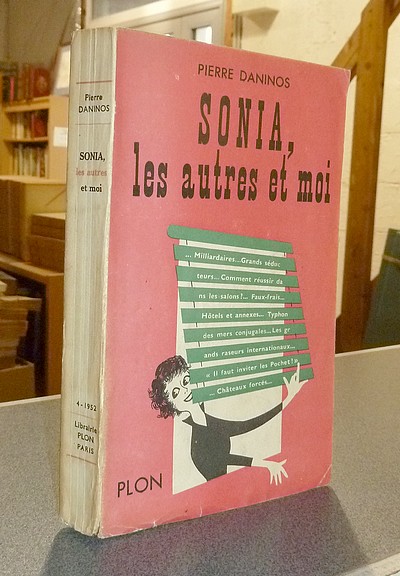 Pierre
DANINOS
SONIA,
les autres
et moi
4-1952
Librairie
PLON
PARIS
PIERRE DANINOS
SONIA,
les autres et moi
... Milliardaires... Grands séduc
teurs... Comment réussir da
ns les salons?... Faux-frais...
Hôtels et annexes... Typhon
des mers conjugales... Les gr
ands raseurs internationaux...
« Il faut inviter les Pochet! »
... Châteaux forcés...
PLON